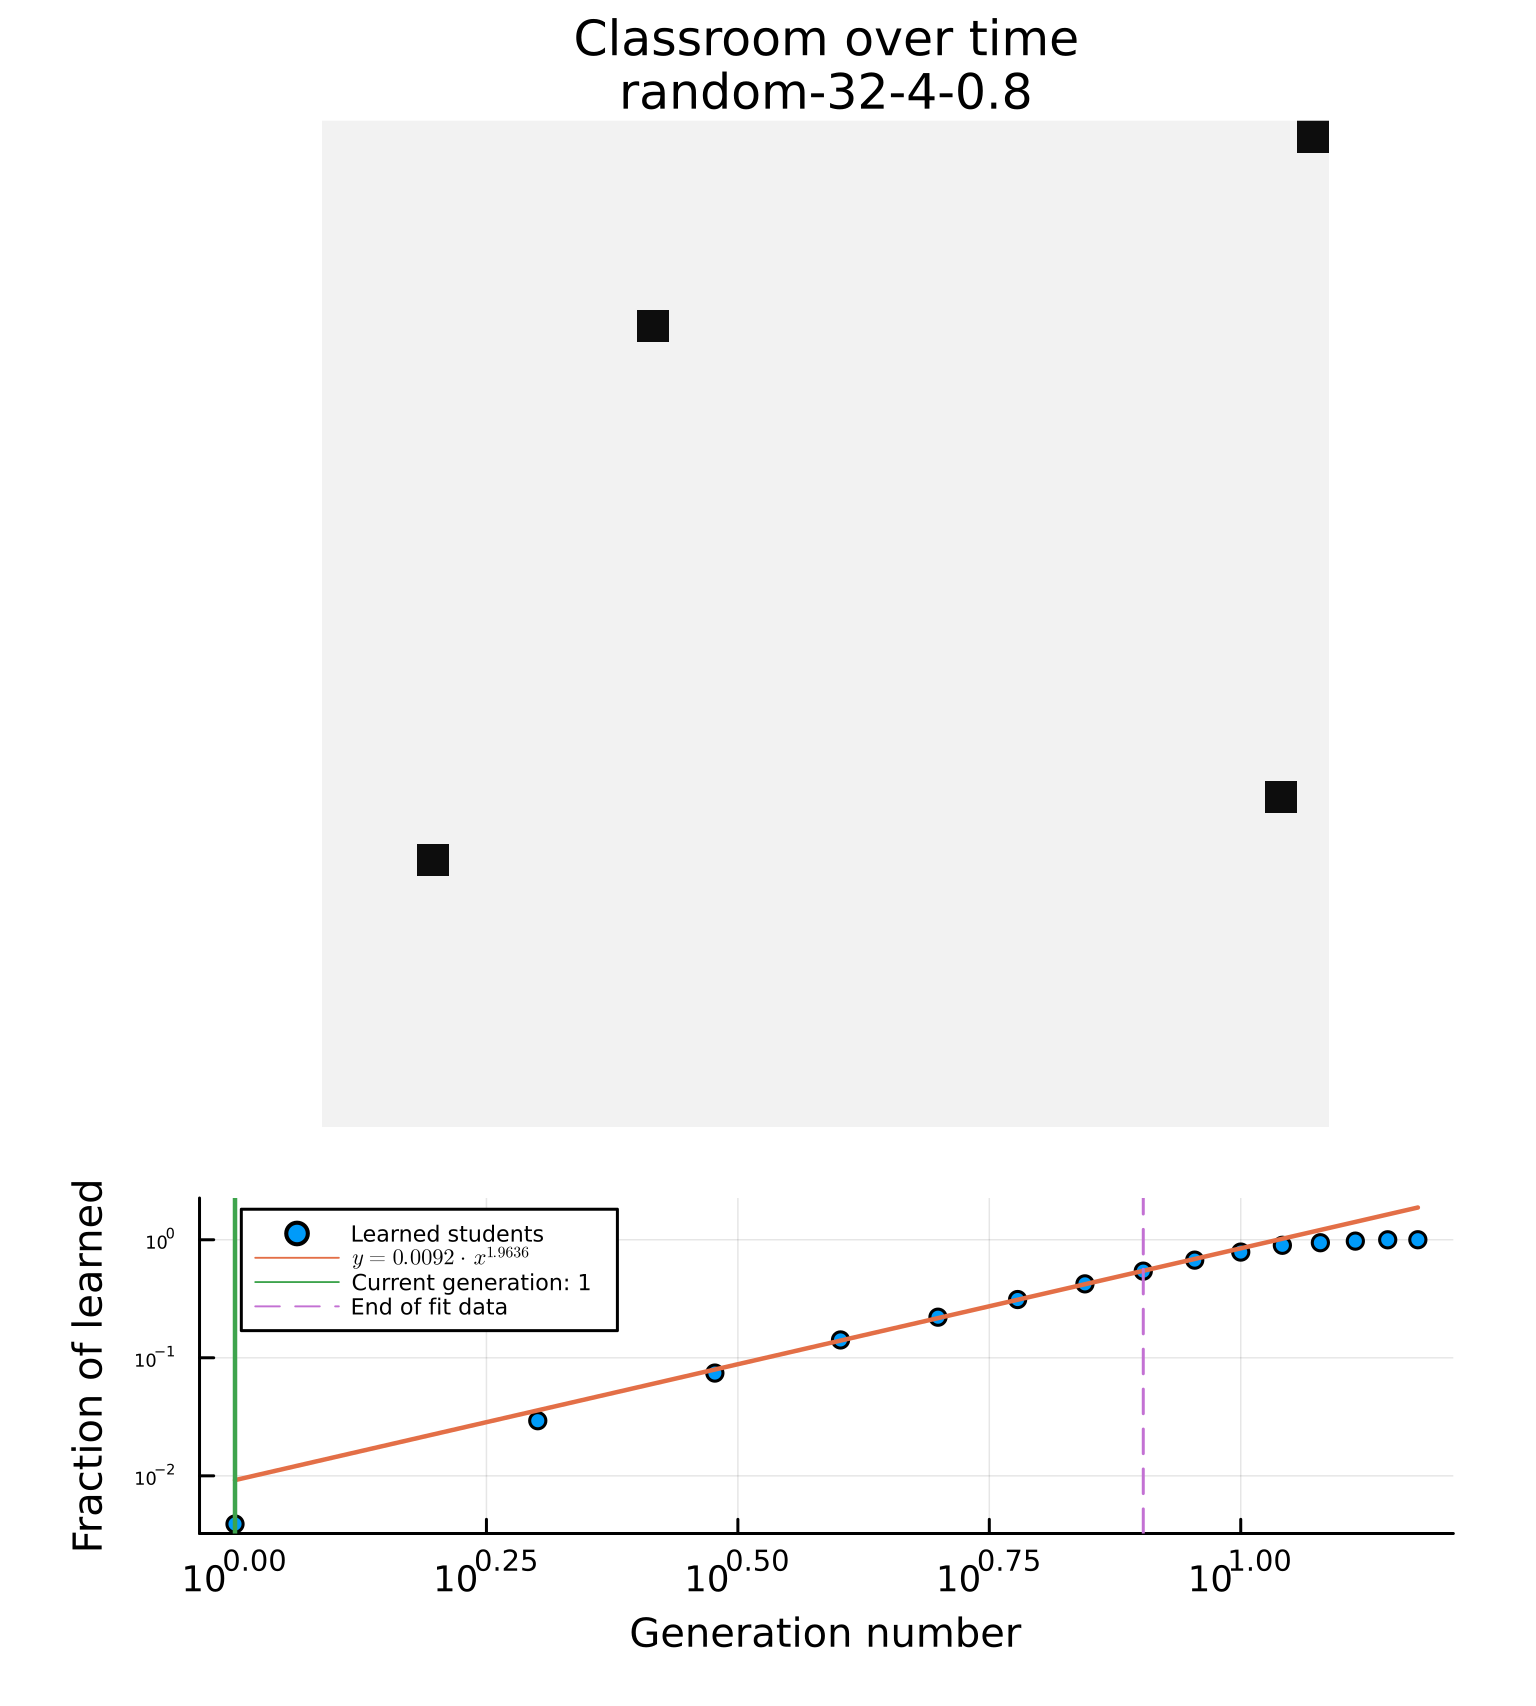 Classroom over time
random-32-4-0.8
Fraction of learned
10⁰
10⁻¹
10⁻²
Learned students
y = 0.0092 · x^1.9636
Current generation: 1
End of fit data
10^0.00 10^0.25 10^0.50 10^0.75 10^1.00
Generation number